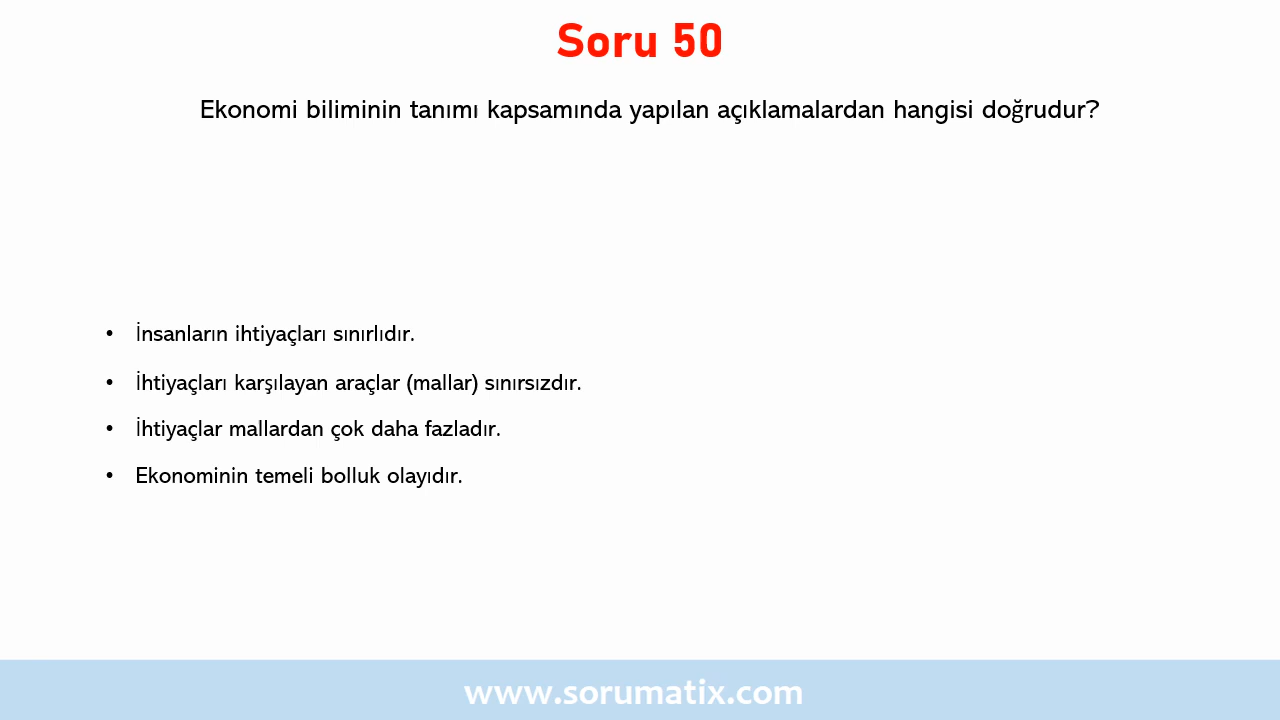 Soru 50
Ekonomi biliminin tanımı kapsamında yapılan açıklamalardan hangisi doğrudur?
• İnsanların ihtiyaçları sınırlıdır.
• İhtiyaçları karşılayan araçlar (mallar) sınırsızdır.
• İhtiyaçlar mallardan çok daha fazladır.
• Ekonominin temeli bolluk olayıdır.
www.sorumatix.com